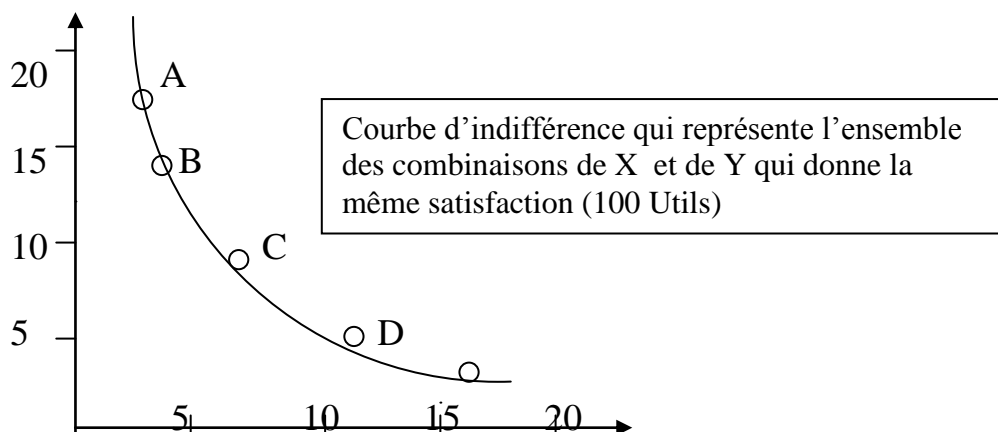 20
A
Courbe d'indifférence qui représente l'ensemble
des combinaisons de X et de Y qui donne la
même satisfaction (100 Utils)
15
B
10
C
5
D
5 10 15 20